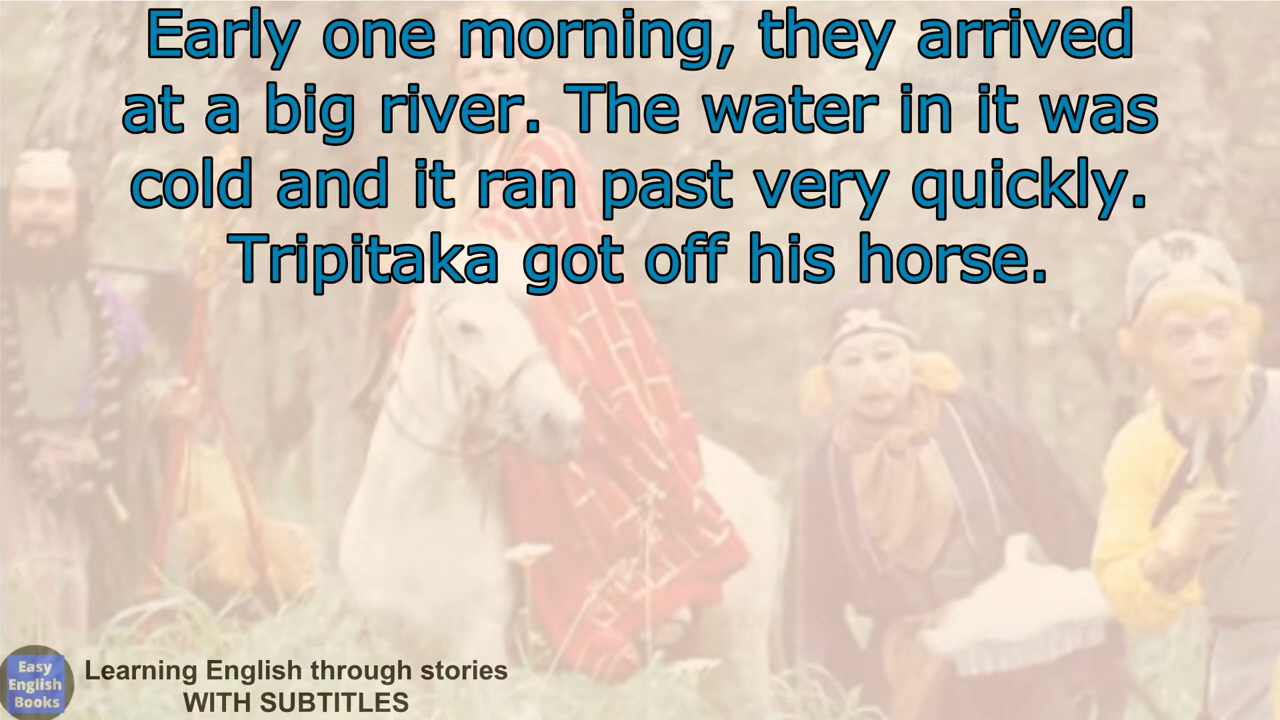 Early one morning, they arrived
at a big river. The water in it was
cold and it ran past very quickly.
Tripitaka got off his horse.
Easy
English
Books
Learning English through stories
WITH SUBTITLES